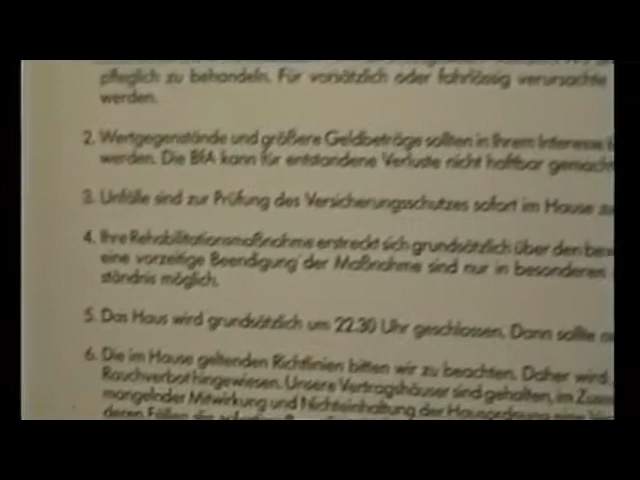 pfleglich zu behandeln. Für vorsätzlich oder fahrlässig verursachte
werden.
2. Wertgegenstände und größere Geldbeträge sollten in Ihrem Interesse
werden. Die BfA kann für entstandene Verluste nicht haftbar gemacht
3. Unfälle sind zur Prüfung des Versicherungsschutzes sofort im Hause
4. Ihre Rehabilitationsmaßnahme erstreckt sich grundsätzlich über den
eine vorzeitige Beendigung der Maßnahme sind nur in besonderen
ständnis möglich.
5. Das Haus wird grundsätzlich um 22.30 Uhr geschlossen. Dann sollte
6. Die im Hause geltenden Richtlinien bitten wir zu beachten. Daher wird
Rauchverbot hingewiesen. Unsere Vertragshäuser sind gehalten, im
mangelnder Mitwirkung und Nichteinhaltung der Hausordnung eine
deren Fällen die